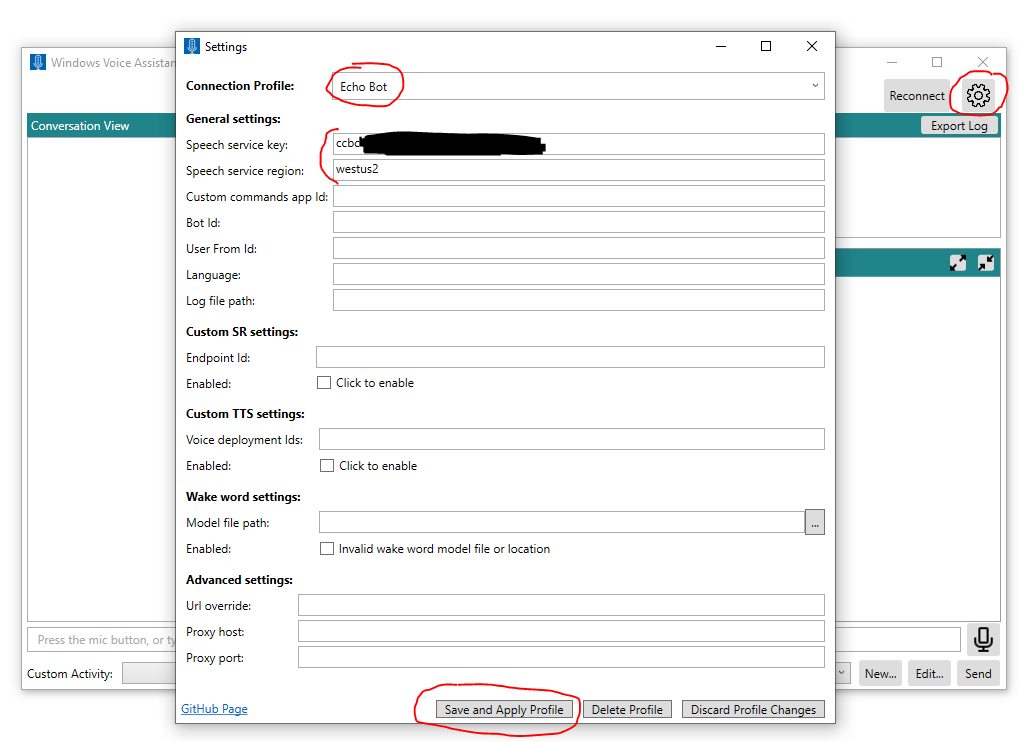 Settings
Windows Voice Assistan
Connection Profile:
Echo Bot
Reconnect
General settings:
Conversation View
Export Log
Speech service key:
ccbd
Speech service region:
westus2
Custom commands app Id:
Bot Id:
User From Id:
Language:
Log file path:
Custom SR settings:
Endpoint Id:
Enabled:
Click to enable
Custom TTS settings:
Voice deployment Ids:
Enabled:
Click to enable
Wake word settings:
Model file path:
...
Enabled:
Invalid wake word model file or location
Advanced settings:
Url override:
Proxy host:
Press the mic button, or ty
Proxy port:
Custom Activity:
New...
Edit...
Send
GitHub Page
Save and Apply Profile
Delete Profile
Discard Profile Changes